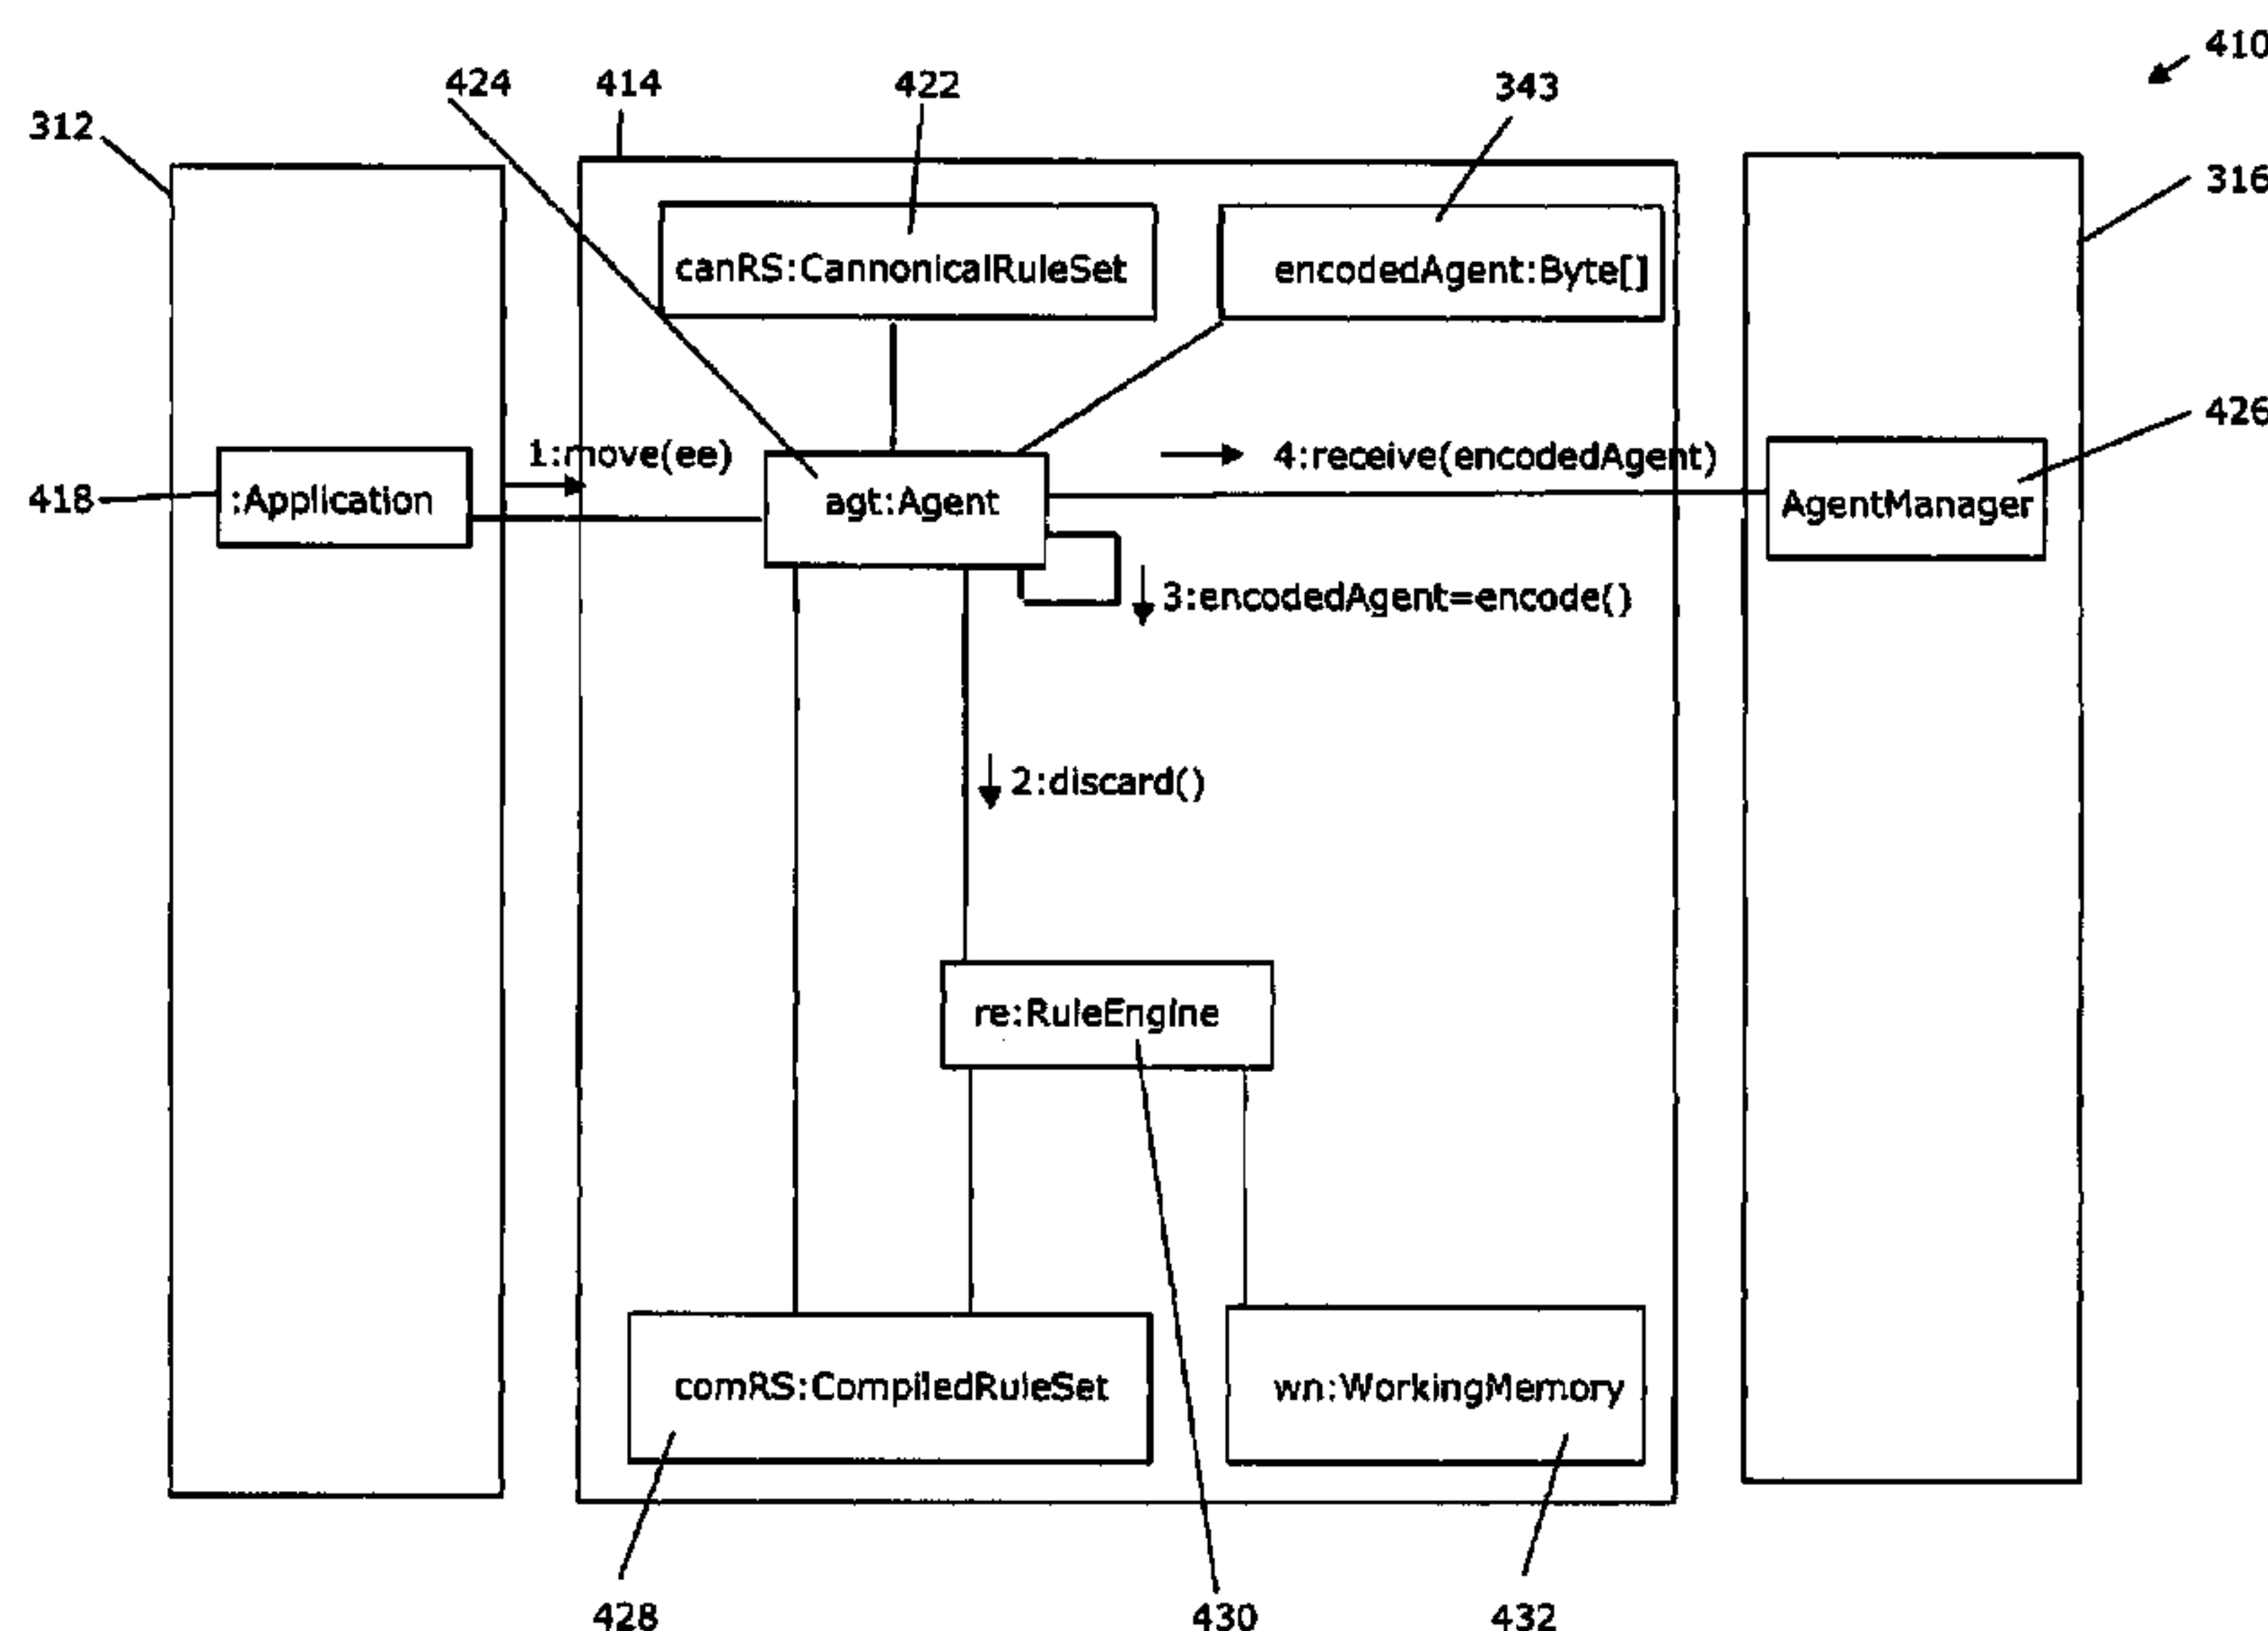 410
424
414
422
343
312
316
canRS:CannonicalRuleSet
encodedAgent:Byte[]
426
1:move(ee)
4:receive(encodedAgent)
418
:Application
agt:Agent
AgentManager
3:encodedAgent=encode()
2:discard()
re:RuleEngine
comRS:CompiledRuleSet
wn:WorkingMemory
428
430
432